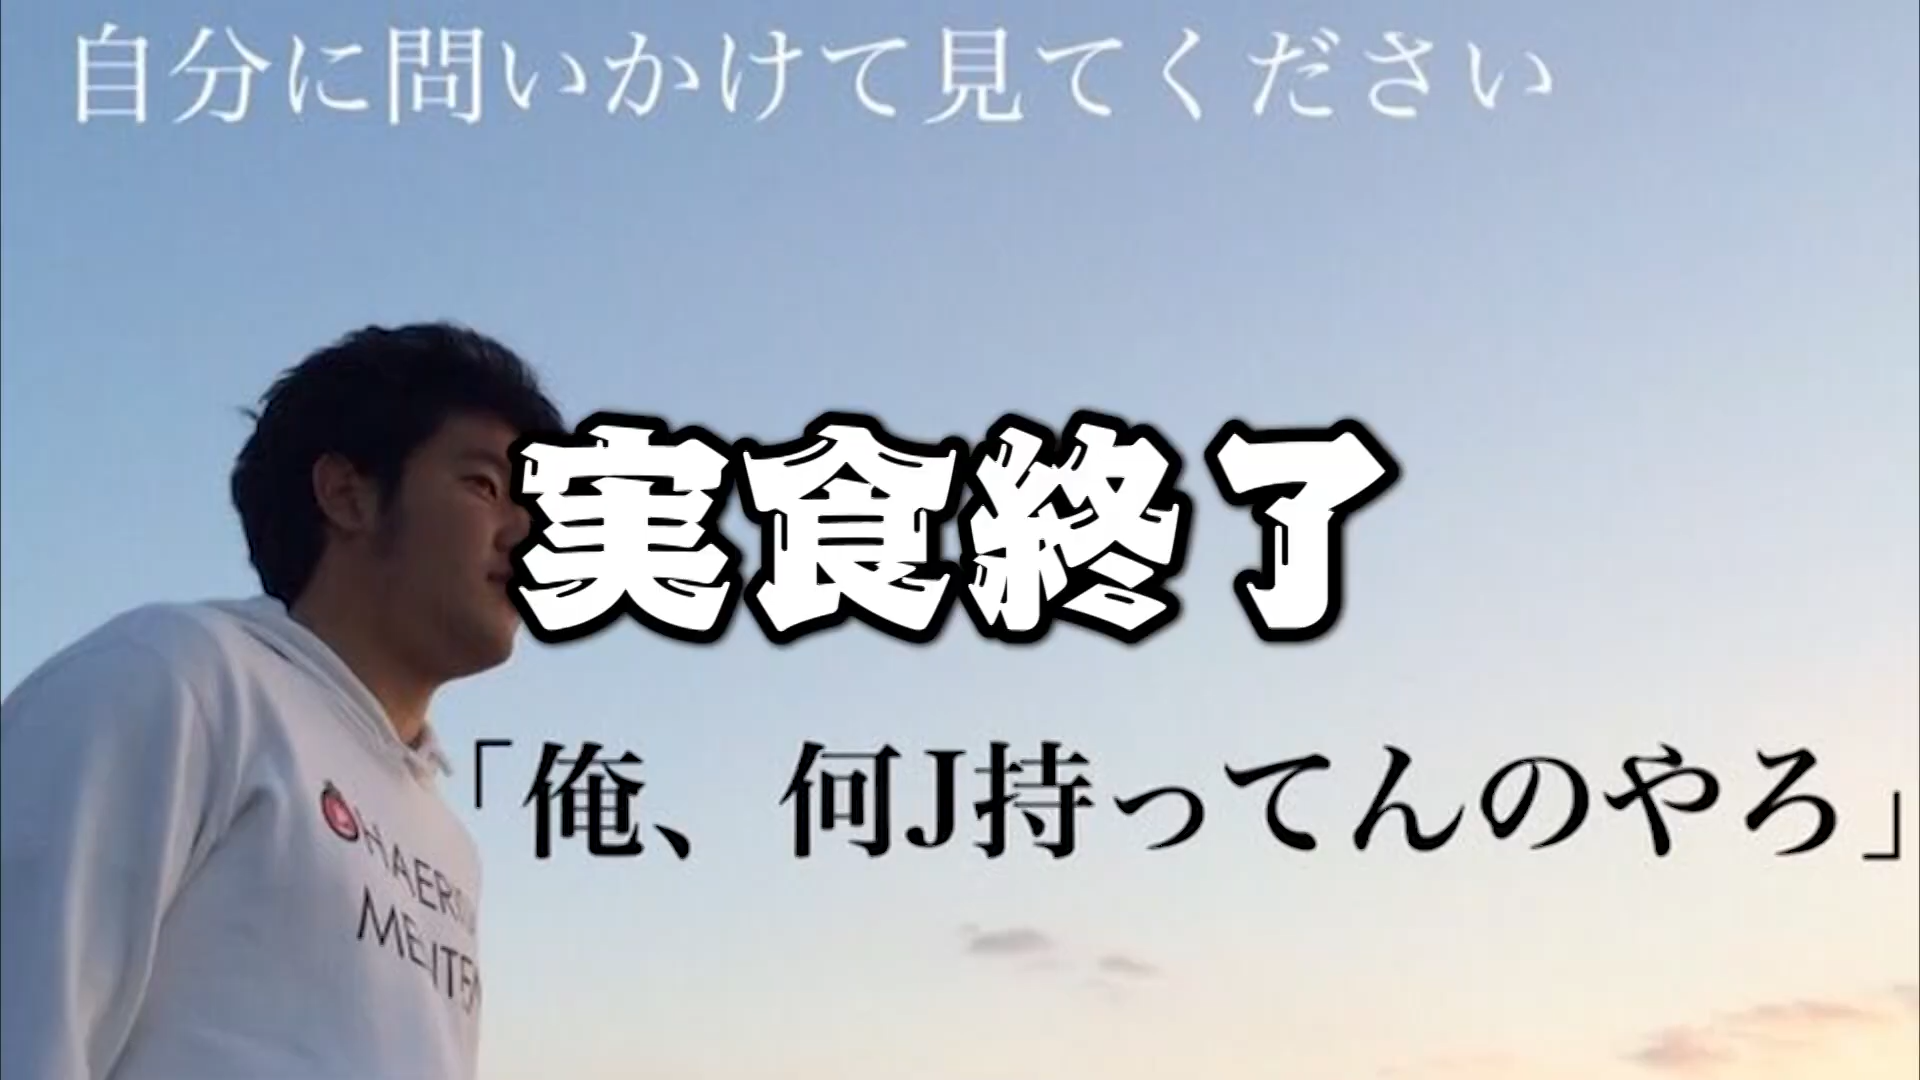 自分に問いかけて見てください
実食終了
「俺、何J持ってんのやろ」